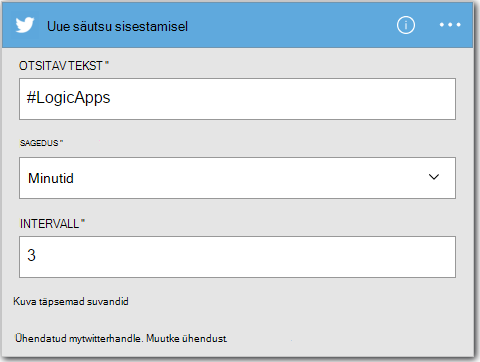 Uue säutsu sisestamisel
OTSITAV TEKST *
#LogicApps
SAGEDUS *
Minutid
INTERVALL *
3
Kuva täpsemad suvandid
Ühendatud mytwitterhandle. Muutke ühendust.